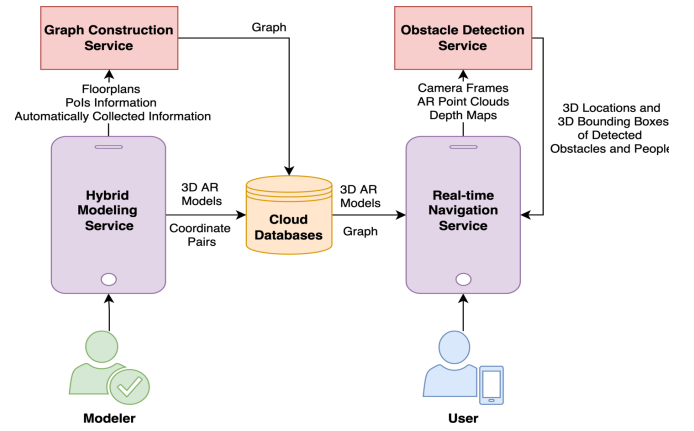 Graph Construction
Service
Graph
Obstacle Detection
Service
Floorplans
PoIs Information
Automatically Collected Information
Camera Frames
AR Point Clouds
Depth Maps
3D Locations and
3D Bounding Boxes
of Detected
Obstacles and People
Hybrid
Modeling
Service
3D AR
Models
Coordinate
Pairs
Cloud
Databases
3D AR
Models
Graph
Real-time
Navigation
Service
Modeler
User